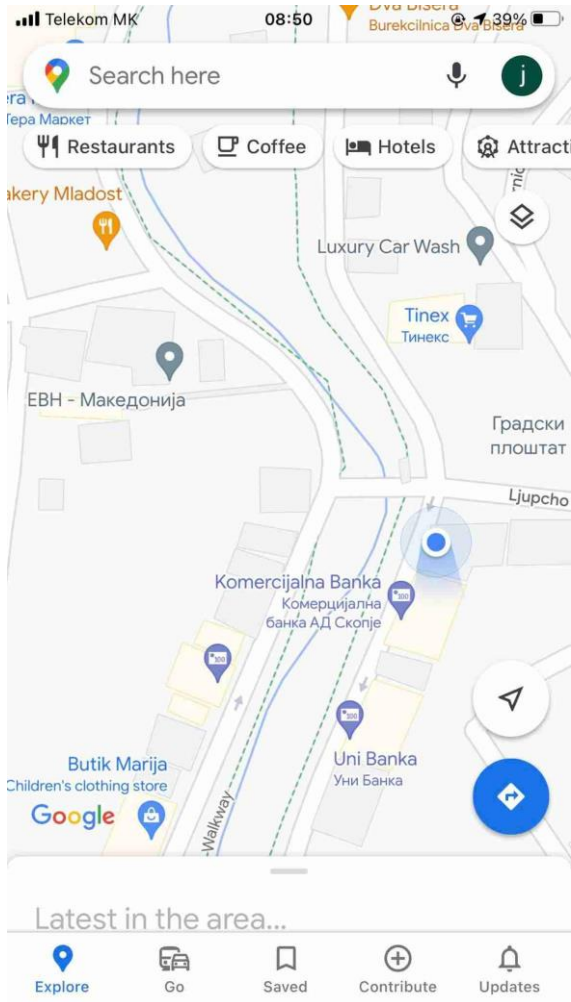 Telekom MK
08:50
39%
Dva Bisera
Burekcilnica Dva Bisera
Search here
j
era
Тера Маркет
Restaurants
Coffee
Hotels
Attracti
akery Mladost
Luxury Car Wash
Tinex
Тинекс
ЕВН - Македонија
Градски
плоштат
Ljupcho
Komercijalna Banka
Комерцијална
банка АД Скопје
Uni Banka
Уни Банка
Butik Marija
Children's clothing store
Google
Walkway
Latest in the area...
Explore
Go
Saved
Contribute
Updates